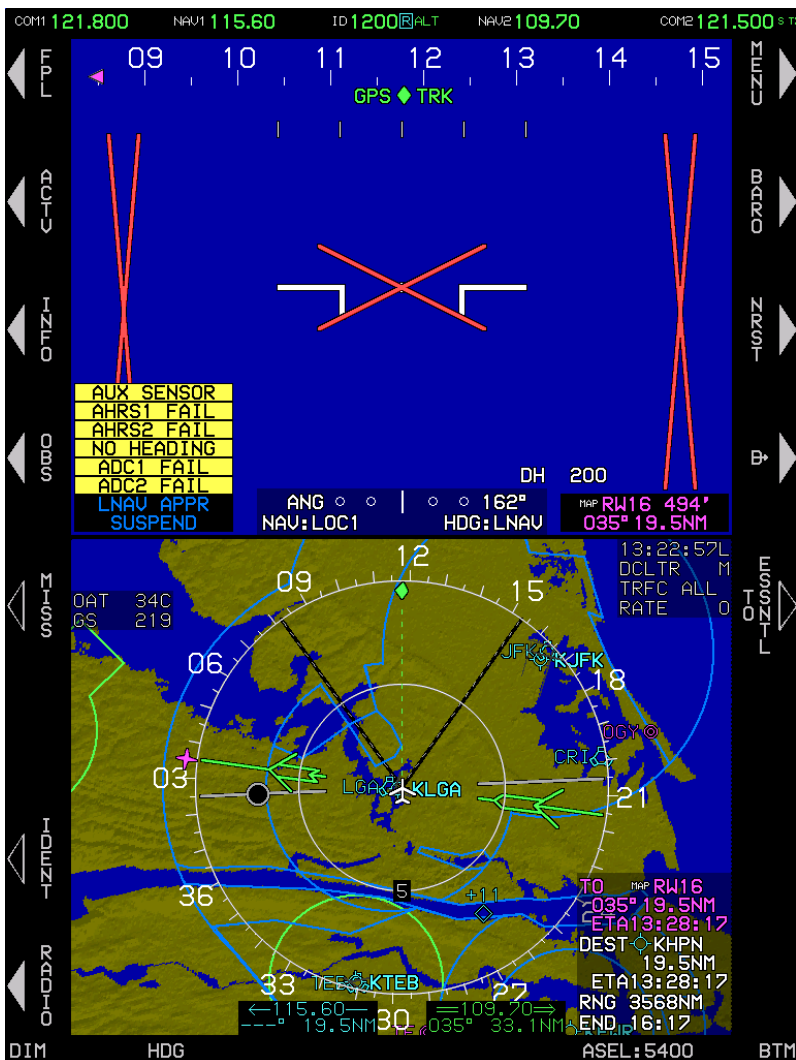 COM1 121.800 NAV1 115.60 ID 1200 R ALT NAV2 109.70 COM2 121.500 S T
FPL
MENU
09 10 11 12 13 14 15
GPS TRK
ACTV
BARO
INFO
NRST
AUX SENSOR
AHRS1 FAIL
AHRS2 FAIL
NO HEADING
ADC1 FAIL
ADC2 FAIL
LNAV APPR
SUSPEND
OBS
D
DH 200
ANG 162°
NAV:LOC1 HDG:LNAV
MAP RW16 494'
035° 19.5NM
MISS
ESSNTL
TO
OAT 34C
GS 219
13:22:57L
DCLTR M
TRFC ALL
RATE 0
12
09 15
06 18
03 21
36
33 30 27
JFK KJFK
OGY
CRI
LGA KLGA
5
+11
TEB KTEB
IDENT
TO MAP RW16
035° 19.5NM
ETA13:28:17
DEST KHPN
19.5NM
ETA13:28:17
RNG 3568NM
END 16:17
RADIO
←115.60—
---° 19.5NM
=109.70⇒
035° 33.1NM
DIM HDG ASEL:5400 BTM